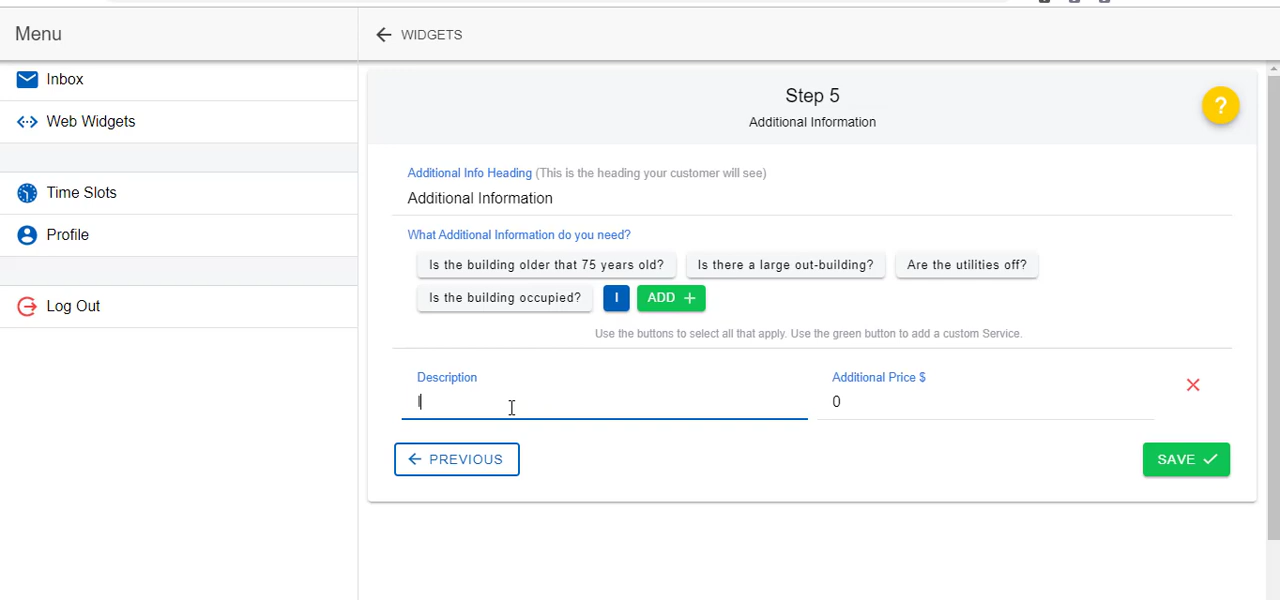 Menu
WIDGETS
Inbox
Web Widgets
Time Slots
Profile
Log Out
Step 5
Additional Information
?
Additional Info Heading (This is the heading your customer will see)
Additional Information
What Additional Information do you need?
Is the building older that 75 years old? Is there a large out-building? Are the utilities off?
Is the building occupied? I ADD +
Use the buttons to select all that apply. Use the green button to add a custom Service.
Description Additional Price $
I 0
PREVIOUS SAVE